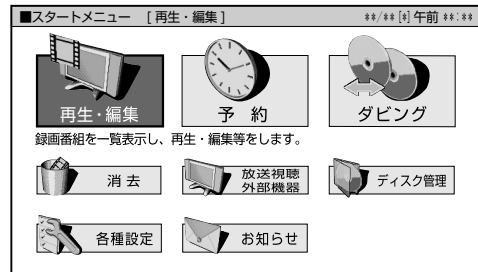 ■スタートメニュー [再生・編集] **/** [*] 午前 **:**
再生・編集 予 約 ダビング
録画番組を一覧表示し、再生・編集等をします。
消 去 放送視聴 ディスク管理
外部機器
各種設定 お知らせ